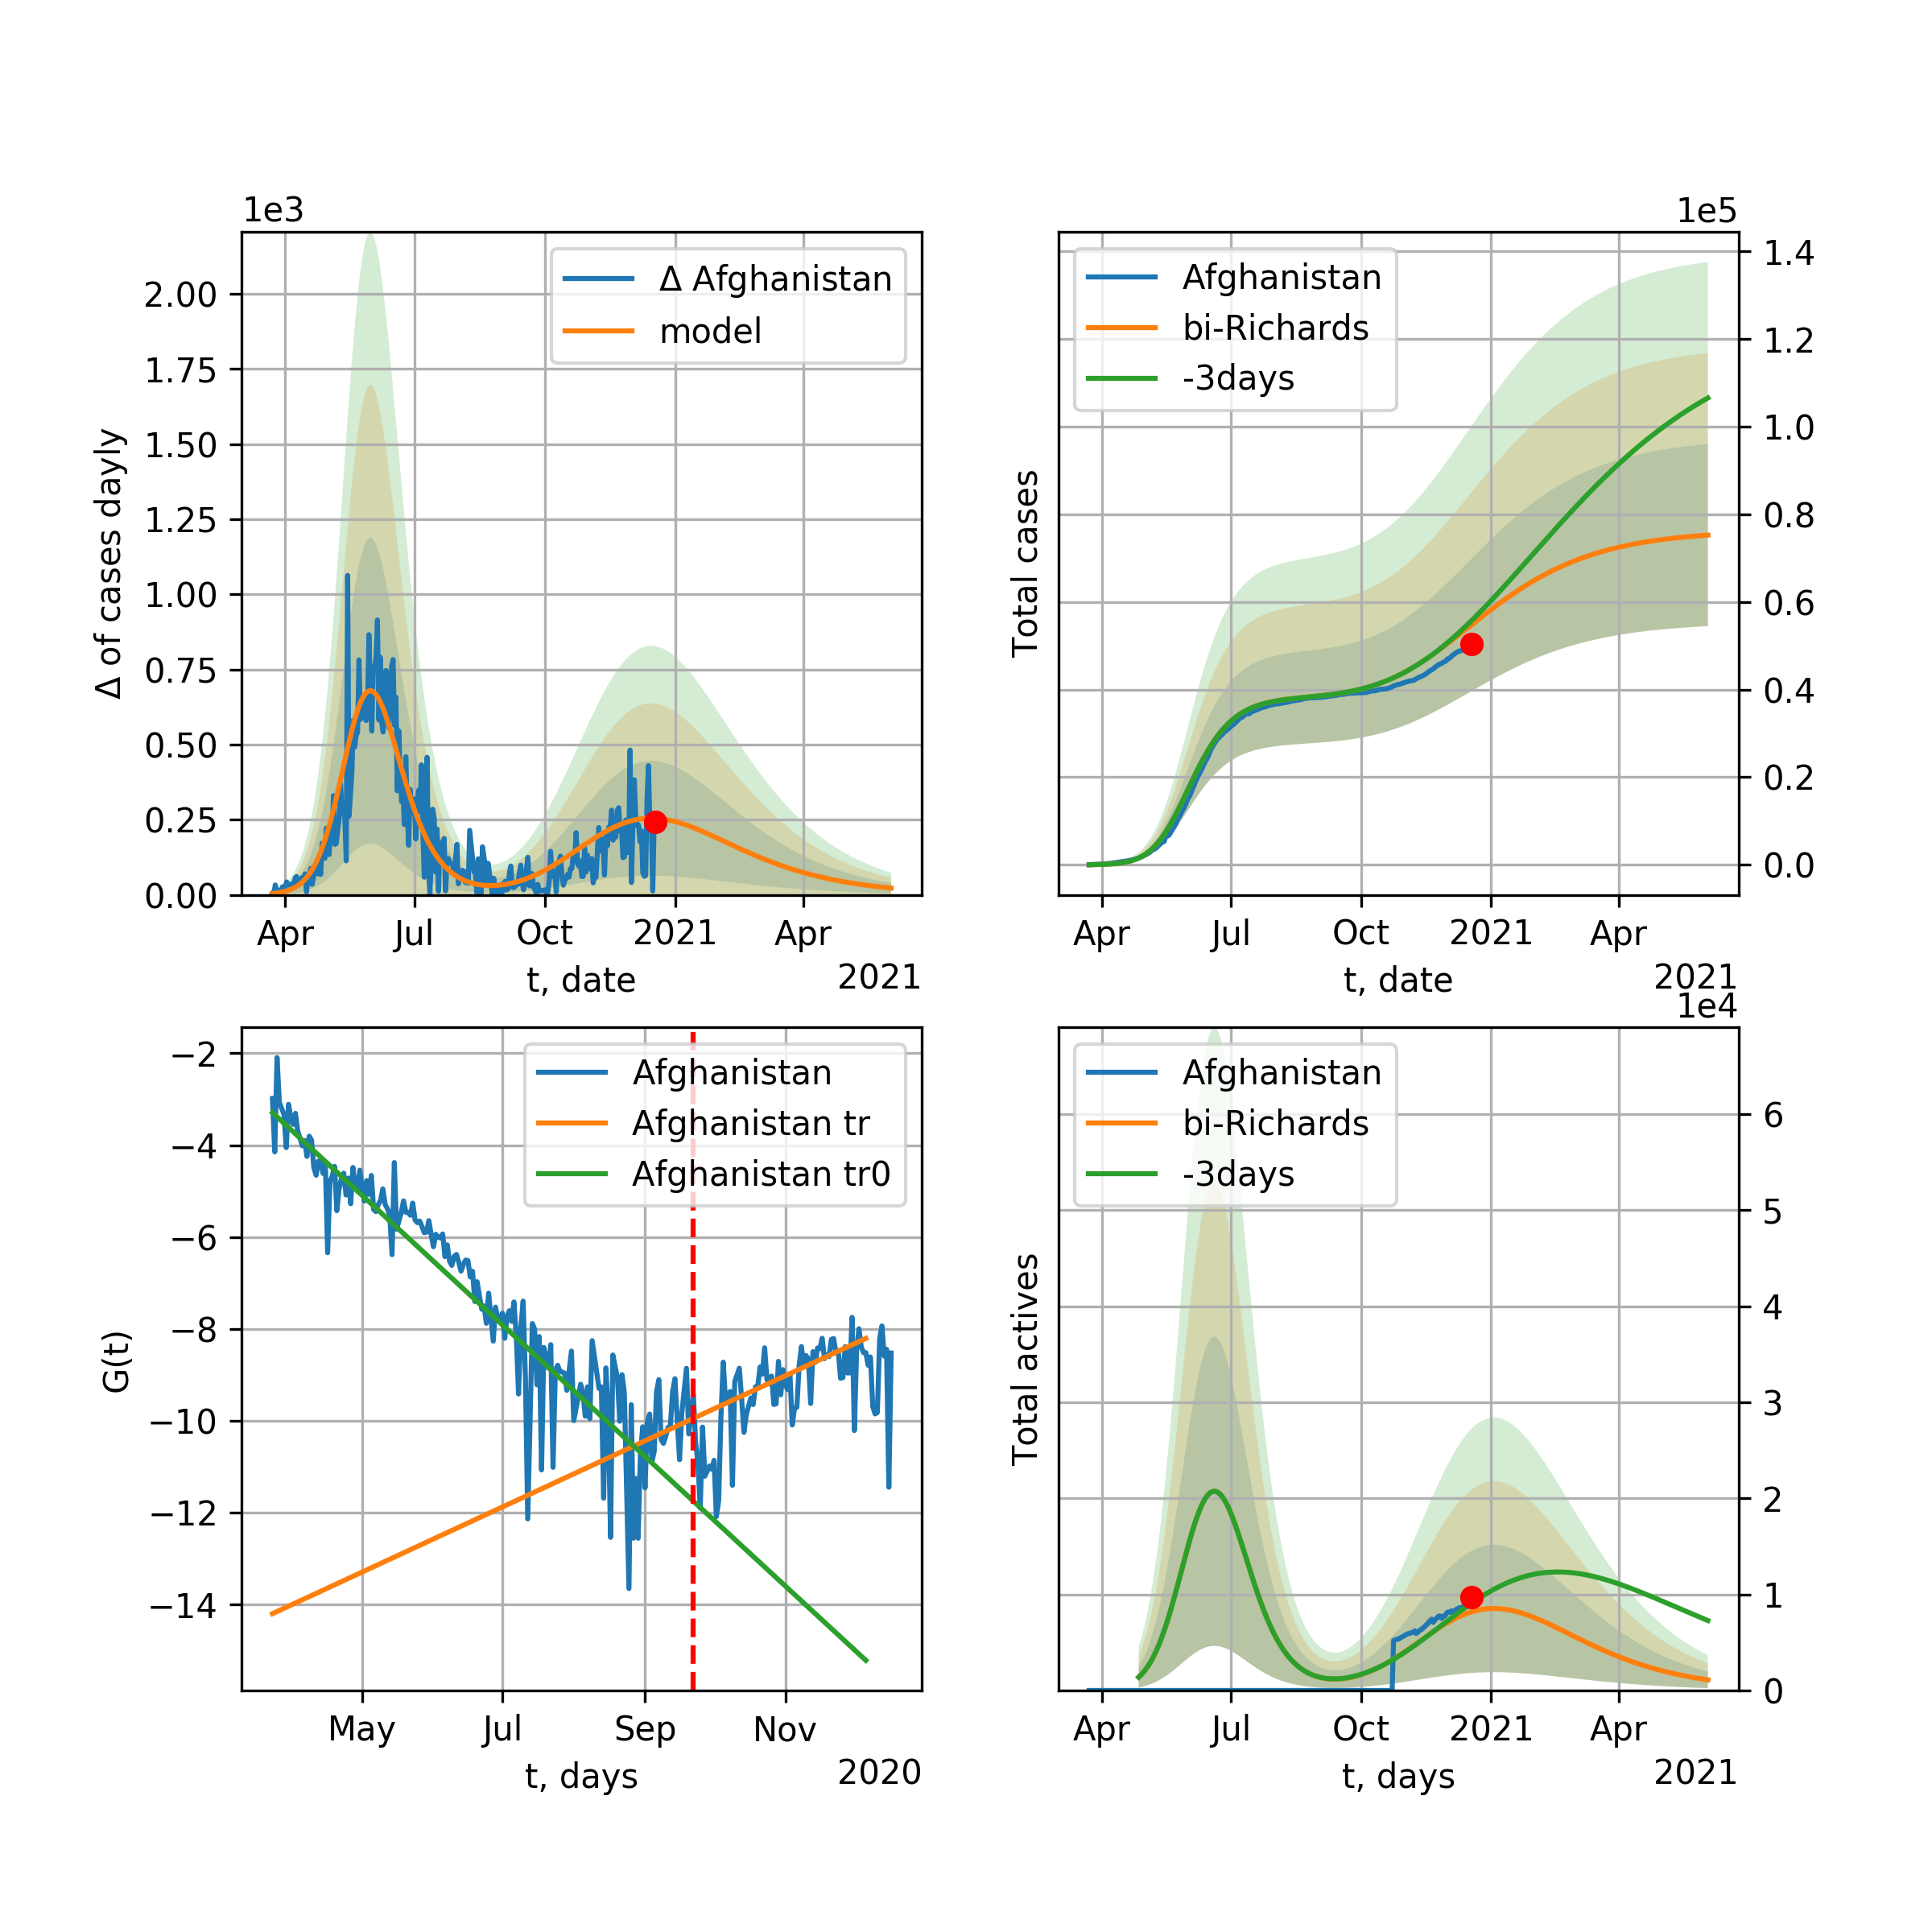 1e3
Δ of cases dayly
2.00
1.75
1.50
1.25
1.00
0.75
0.50
0.25
0.00
Δ Afghanistan
model
Apr Jul Oct 2021 Apr
t, date
2021
1e5
Total cases
Afghanistan
bi-Richards
-3days
1.4
1.2
1.0
0.8
0.6
0.4
0.2
0.0
Apr Jul Oct 2021 Apr
t, date
2021
G(t)
−2
−4
−6
−8
−10
−12
−14
Afghanistan
Afghanistan tr
Afghanistan tr0
May Jul Sep Nov
t, days
2020
1e4
Total actives
Afghanistan
bi-Richards
-3days
6
5
4
3
2
1
0
Apr Jul Oct 2021 Apr
t, days
2021